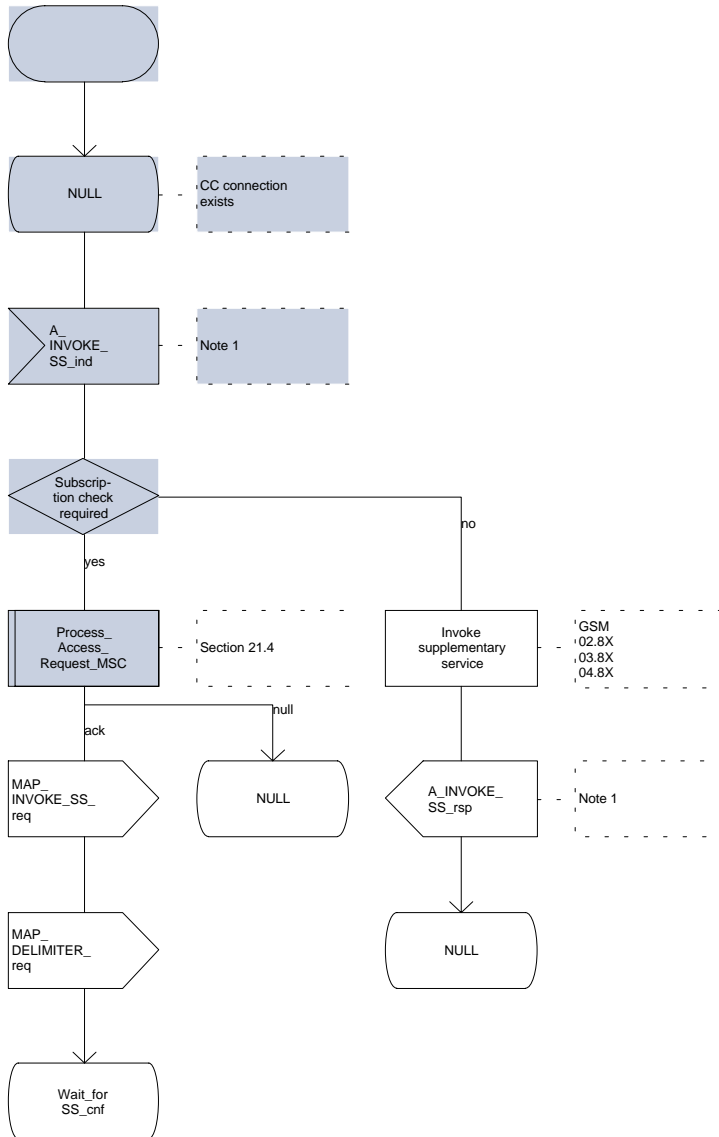 NULL
CC connection
exists
A_
INVOKE_
SS_ind
Note 1
Subscrip-
tion check
required
no
yes
Process_
Access_
Request_MSC
Section 21.4
Invoke
supplementary
service
GSM
02.8X
03.8X
04.8X
null
ack
MAP_
INVOKE_SS_
req
NULL
A_INVOKE_
SS_rsp
Note 1
MAP_
DELIMITER_
req
NULL
Wait_for
SS_cnf